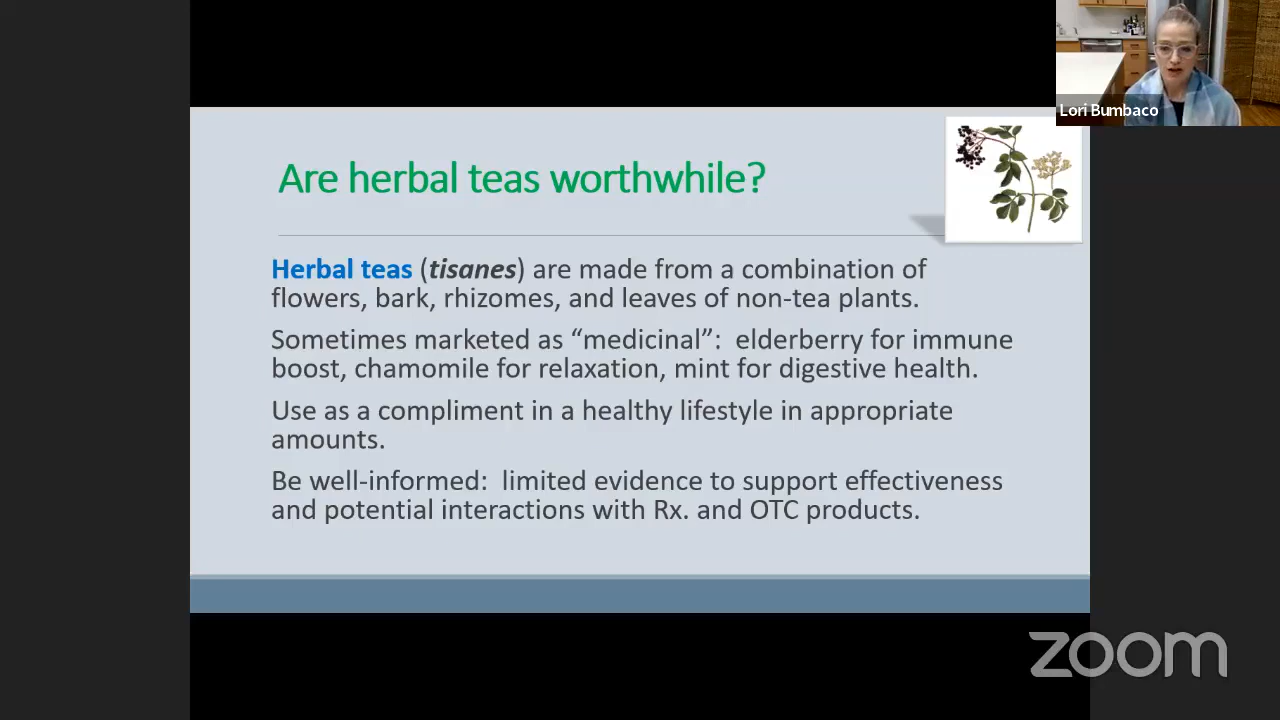 Lori Bumbaco
Are herbal teas worthwhile?
Herbal teas (tisanes) are made from a combination of
flowers, bark, rhizomes, and leaves of non-tea plants.
Sometimes marketed as “medicinal”:  elderberry for immune
boost, chamomile for relaxation, mint for digestive health.
Use as a compliment in a healthy lifestyle in appropriate
amounts.
Be well-informed:  limited evidence to support effectiveness
and potential interactions with Rx. and OTC products.
zoom